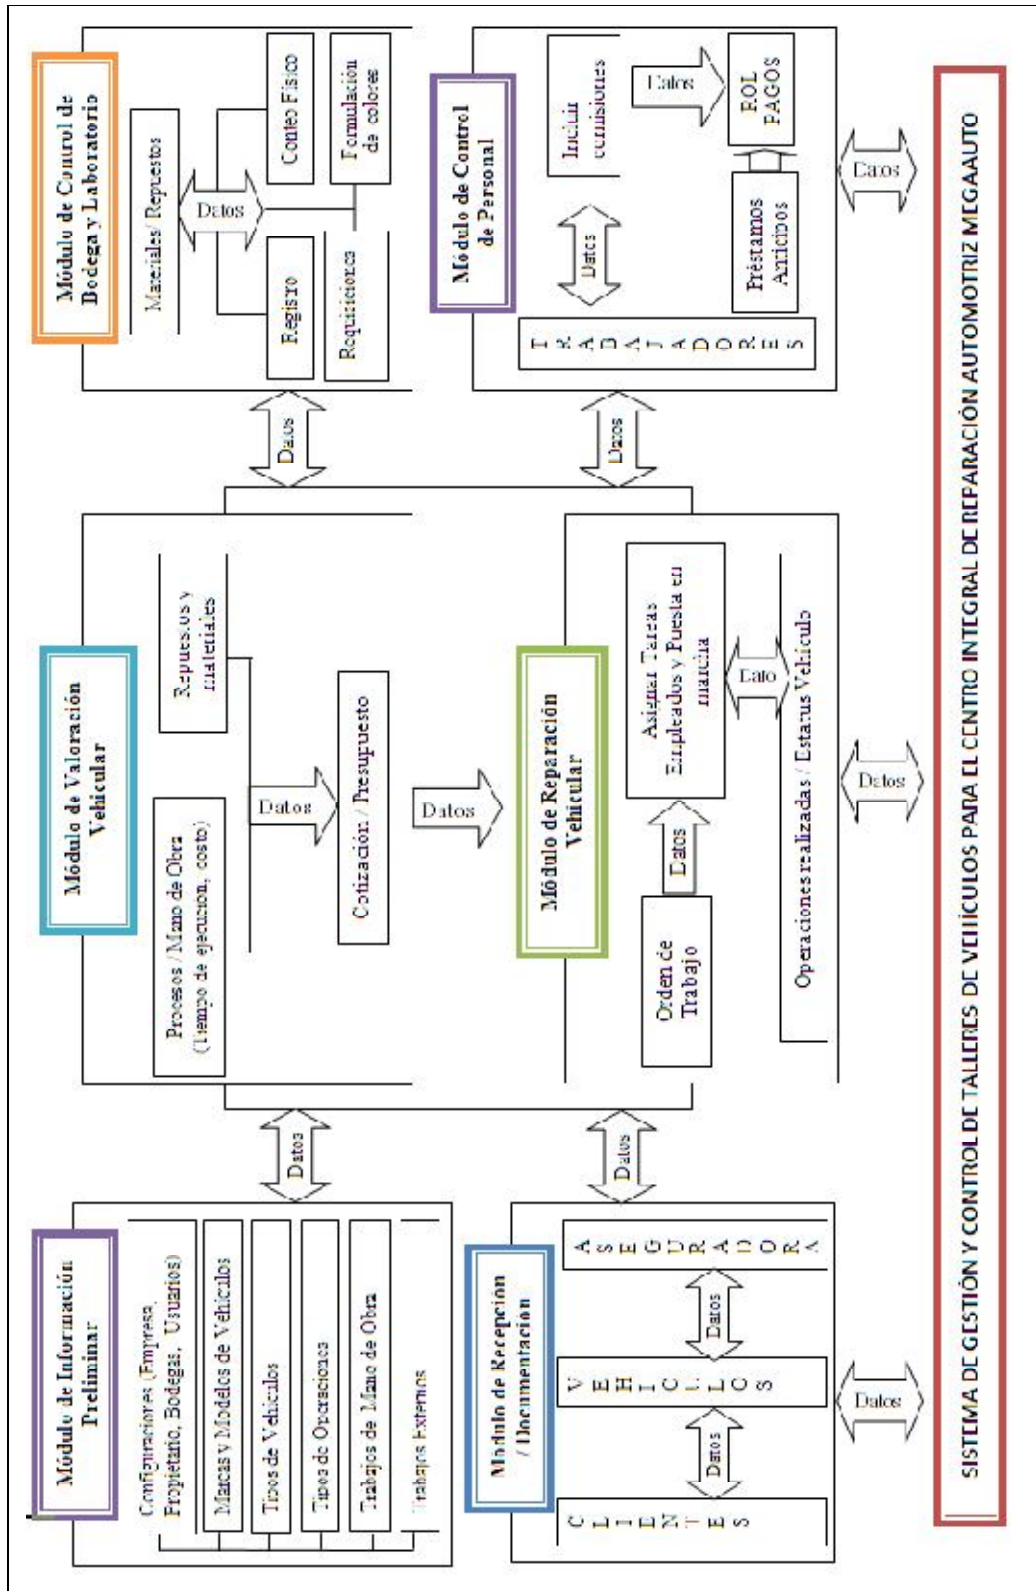 Módulo de Información
Preliminar
Configuraciones (Empresa,
Propietario, Bodegas, Usuarios)
Marcas y Modelos de Vehículos
Tipos de Vehículos
Tipos de Operaciones
Trabajos de Mano de Obra
Trabajos Externos
Datos
Módulo de Valoración
Vehicular
Procesos / Mano de Obra
(Tiempo de ejecución, costo)
Repuestos y
materiales
Datos
Cotización / Presupuesto
Datos
Datos
Módulo de Control de
Bodega y Laboratorio
Materiales/ Repuestos
Datos
Registro
Conteo Físico
Requisiciones
Formulación
de colores
Módulo de Recepción
/ Documentación
CLIENTES
Datos
VEHICULOS
Datos
ASEGURADORA
Datos
Datos
Módulo de Reparación
Vehicular
Orden de
Trabajo
Datos
Asignar Tareas
Empleados y Puesta en
marcha
Dato
Operaciones realizadas / Estatus Vehículo
Datos
Datos
Módulo de Control
de Personal
TRABAJADORES
Datos
Incluir
comisiones
Datos
Préstamos
Anticipos
ROL
PAGOS
Datos
SISTEMA DE GESTIÓN Y CONTROL DE TALLERES DE VEHÍCULOS PARA EL CENTRO INTEGRAL DE REPARACIÓN AUTOMOTRIZ MEGAAUTO